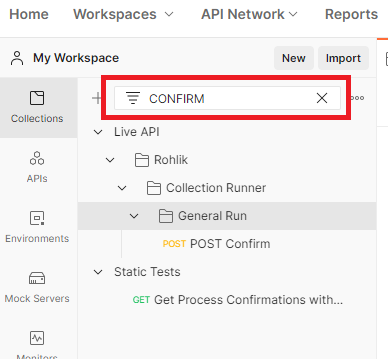 Home Workspaces API Network Reports
My Workspace New Import
CONFIRM
Collections
Live API
Rohlik
APIs
Collection Runner
General Run
Environments
POST POST Confirm
Static Tests
Mock Servers
GET Get Process Confirmations with...
Monitors